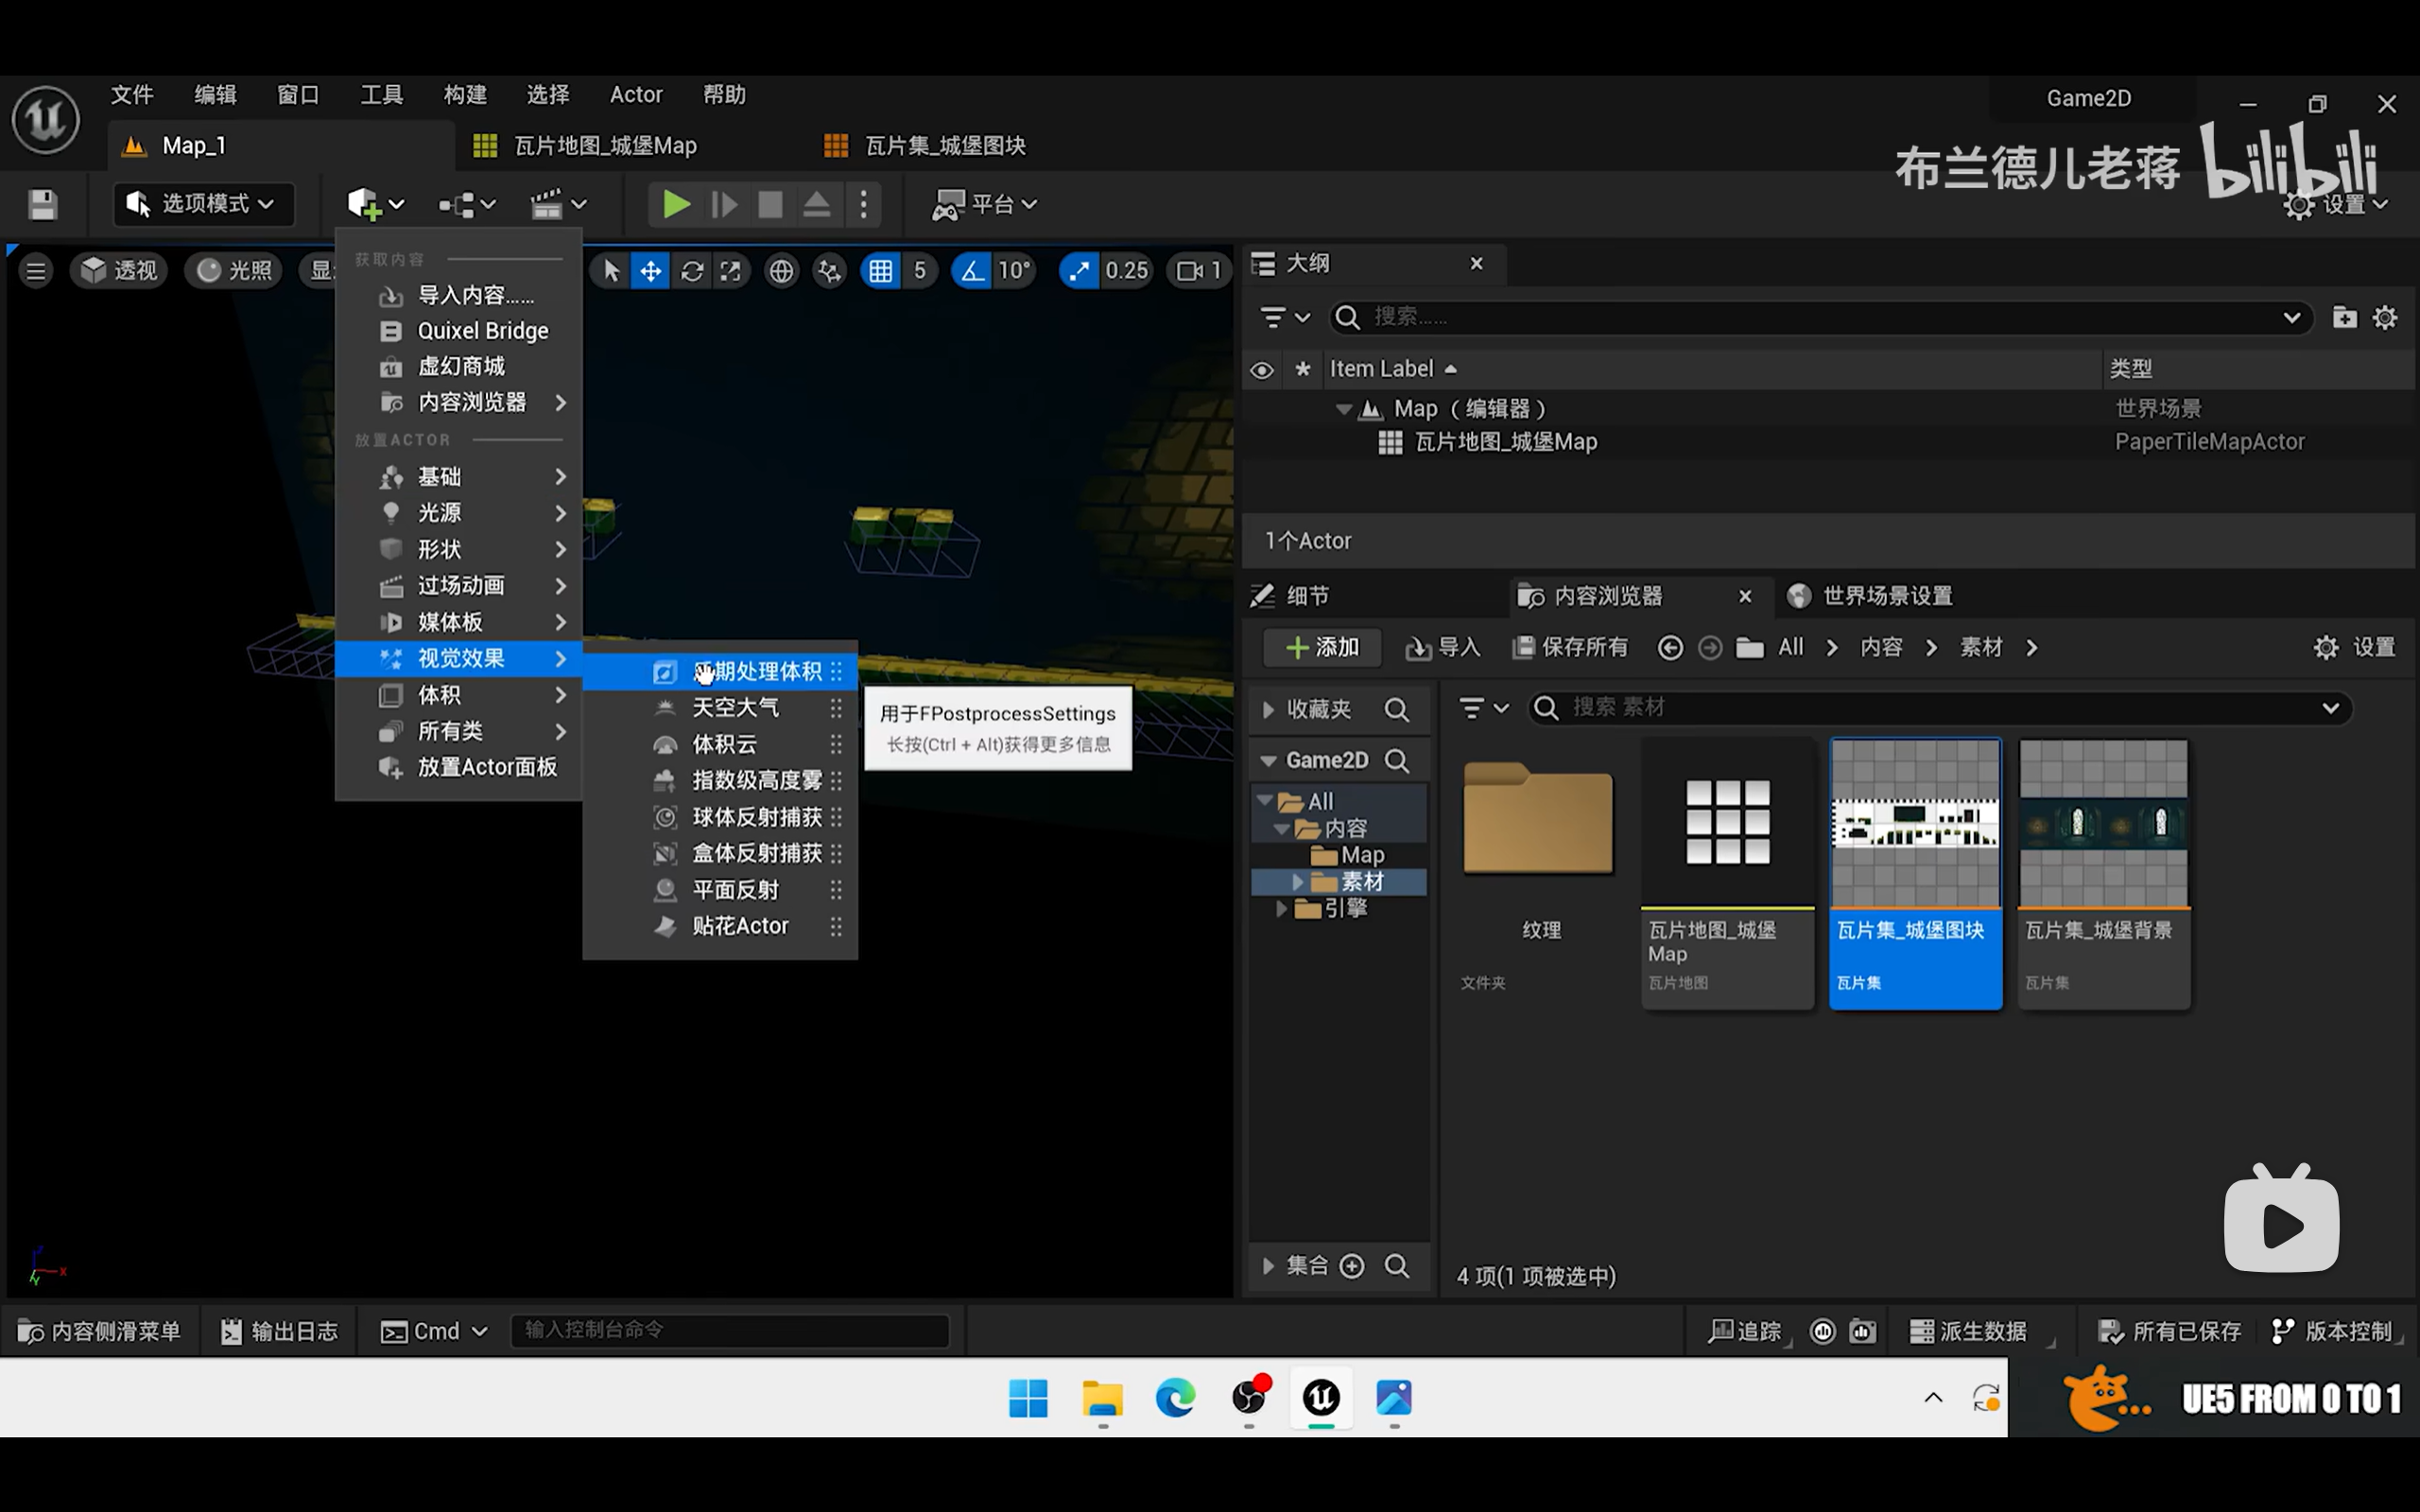 文件 编辑 窗口 工具 构建 选择 Actor 帮助
Game2D
Map_1 瓦片地图_城堡Map 瓦片集_城堡图块
布兰德儿老蒋 bilibili
选项模式 平台 设置
透视 光照 显 5 10° 0.25 1
获取内容
导入内容……
Quixel Bridge
虚幻商城
内容浏览器
放置ACTOR
基础
光源
形状
过场动画
媒体板
视觉效果
体积
所有类
放置Actor面板
期处理体积
天空大气
体积云
指数级高度雾
球体反射捕获
盒体反射捕获
平面反射
贴花Actor
用于FPostprocessSettings
长按(Ctrl + Alt)获得更多信息
大纲
搜索……
Item Label 类型
Map（编辑器） 世界场景
瓦片地图_城堡Map PaperTileMapActor
1个Actor
细节 内容浏览器 世界场景设置
添加 导入 保存所有 All 内容 素材 设置
收藏夹 搜索 素材
Game2D
All
内容
Map
素材
引擎
纹理
文件夹
瓦片地图_城堡
Map
瓦片地图
瓦片集_城堡图块
瓦片集
瓦片集_城堡背景
瓦片集
集合 4 项(1 项被选中)
X
Y
内容侧滑菜单 输出日志 Cmd 输入控制台命令 追踪 派生数据 所有已保存 版本控制
UE5 FROM 0 TO 1